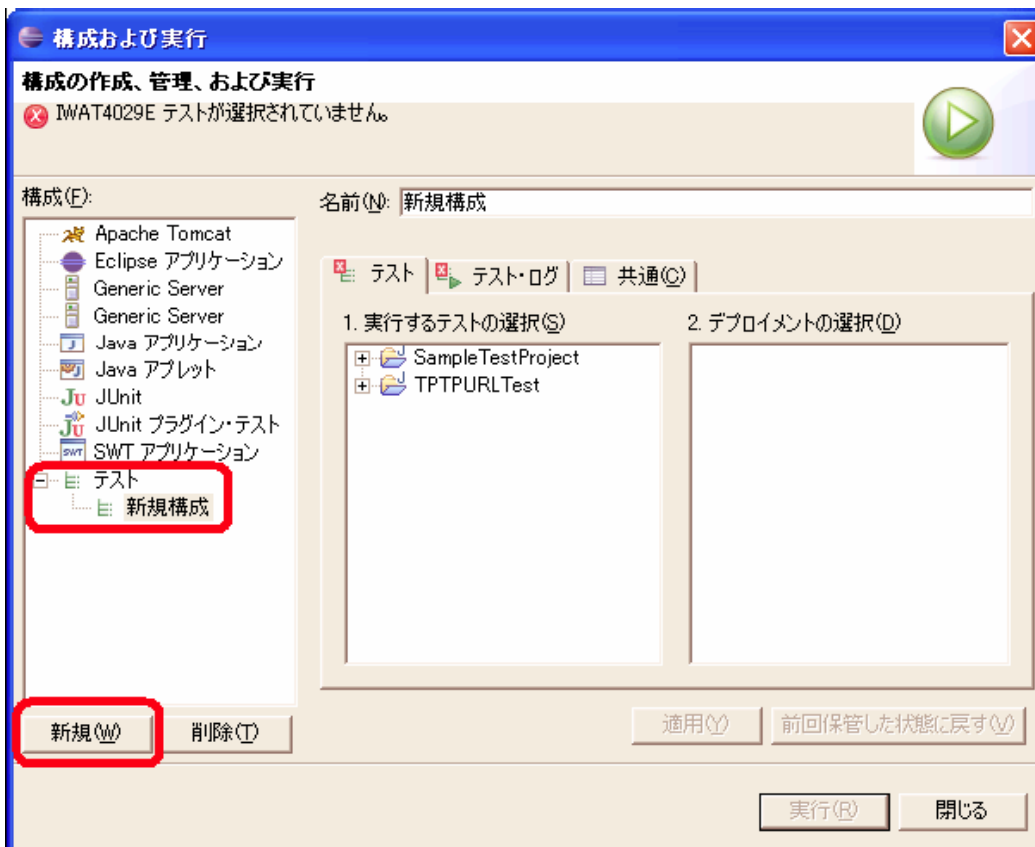 構成および実行
構成の作成、管理、および実行
IWAT4029E テストが選択されていません。
構成(F):
Apache Tomcat
Eclipse アプリケーション
Generic Server
Generic Server
Java アプリケーション
Java アプレット
JUnit
JUnit プラグイン・テスト
SWT アプリケーション
テスト
新規構成
新規(W)
削除(T)
名前(N): 新規構成
テスト テスト・ログ 共通(C)
1. 実行するテストの選択(S)
SampleTestProject
TPTPURLTest
2. デプロイメントの選択(D)
適用(Y) 前回保管した状態に戻す(V)
実行(R) 閉じる